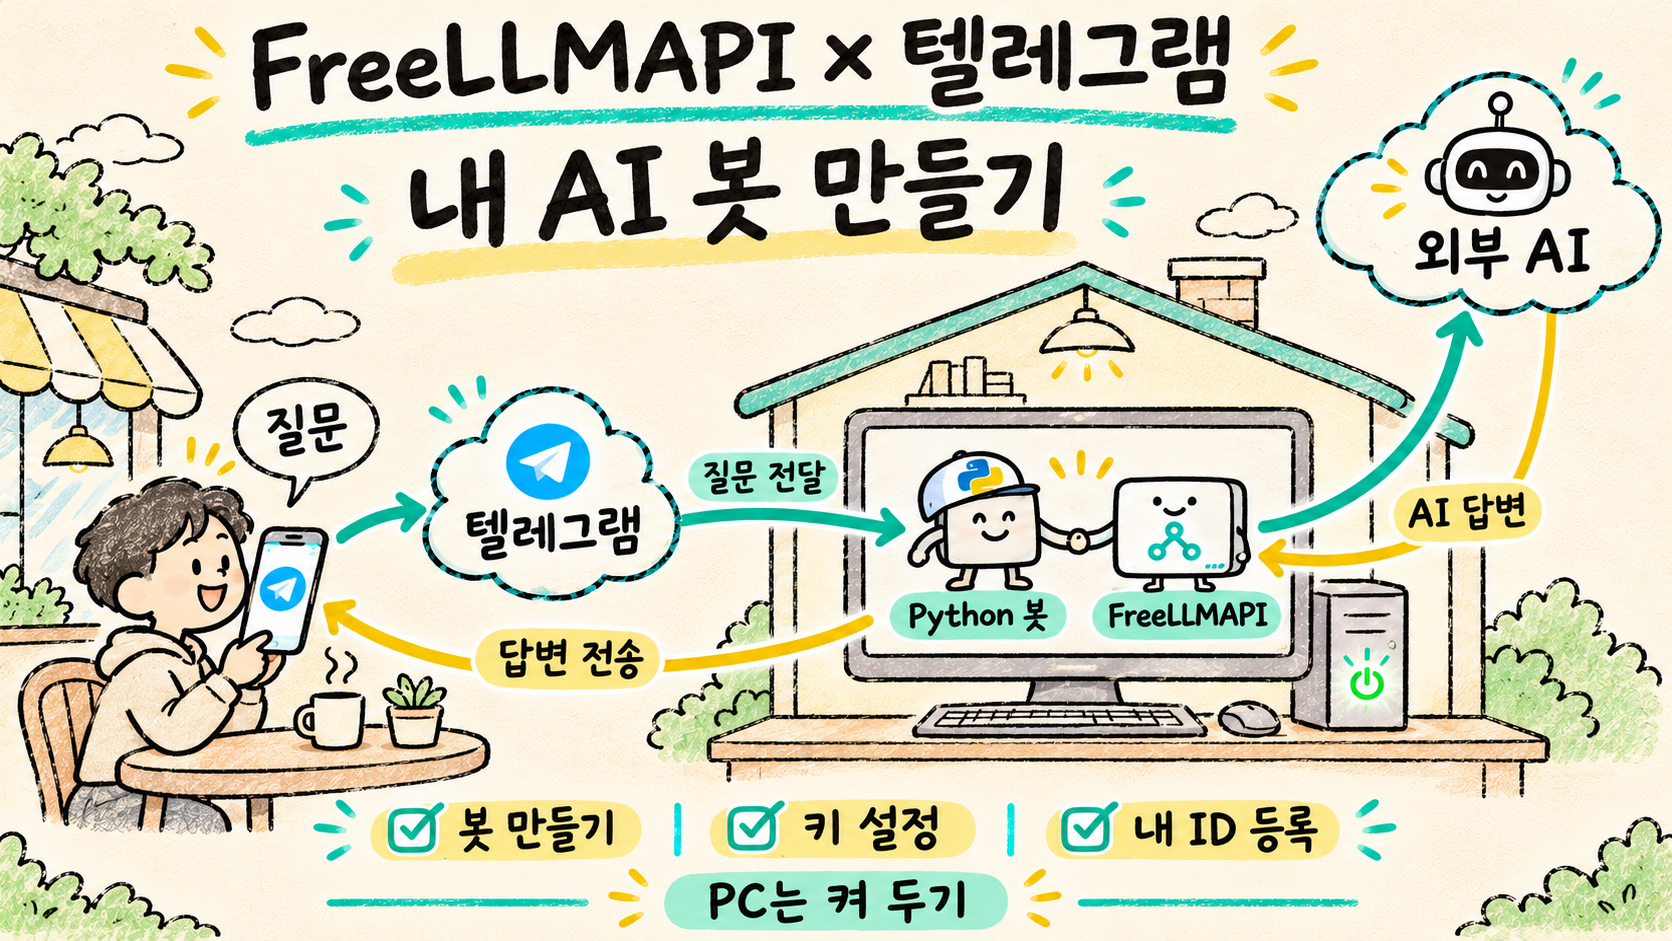 FreeLLMAPI × 텔레그램
내 AI 봇 만들기
외부 AI
질문
텔레그램
질문 전달
AI 답변
Python 봇
FreeLLMAPI
답변 전송
봇 만들기
키 설정
내 ID 등록
PC는 켜 두기